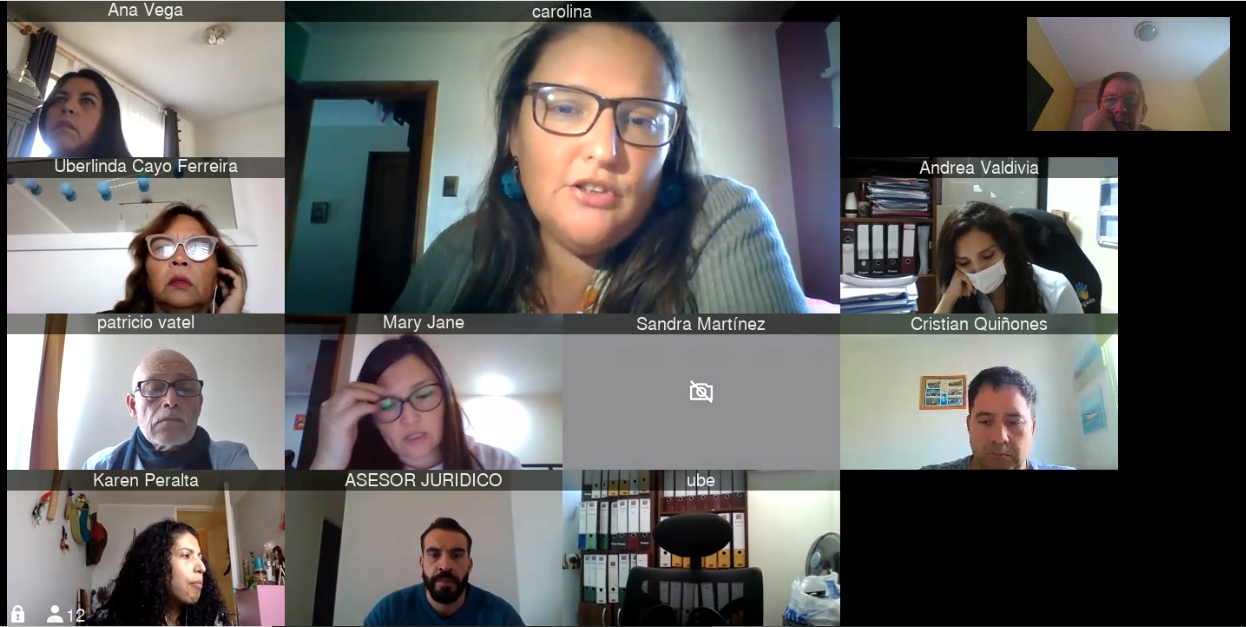 Ana Vega
carolina
Uberlinda Cayo Ferreira
Andrea Valdivia
patricio vatel
Mary Jane
Sandra Martínez
Cristian Quiñones
Karen Peralta
ASESOR JURIDICO
ube
12